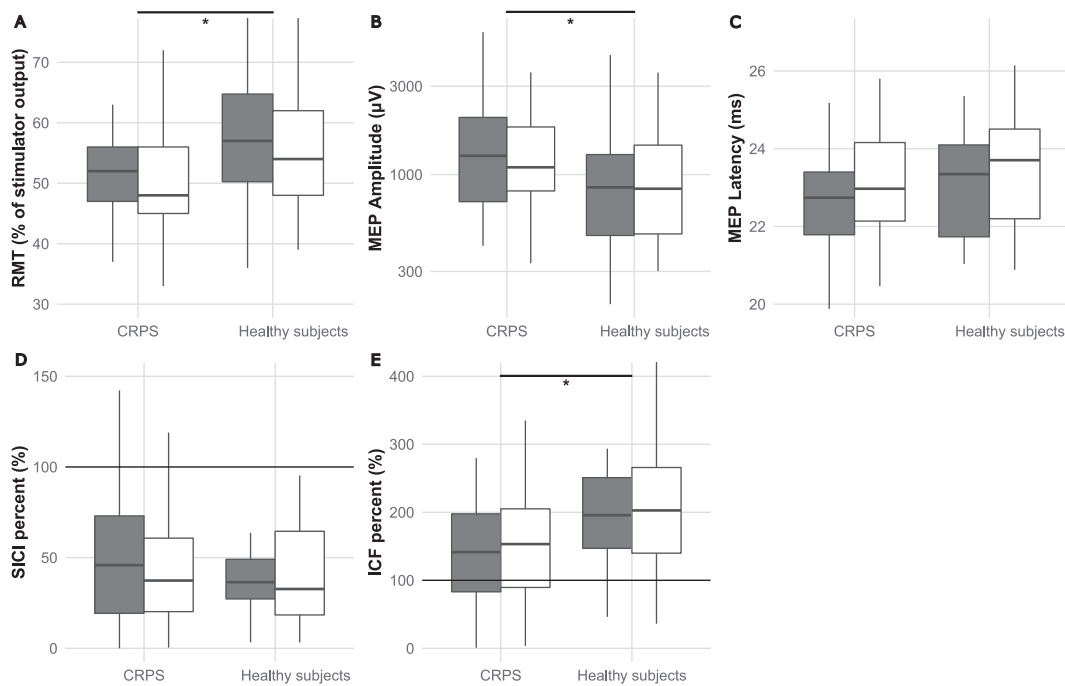 A
RMT (% of stimulator output)
70
60
50
40
30
*
CRPS
Healthy subjects
B
MEP Amplitude (µV)
3000
1000
300
*
CRPS
Healthy subjects
C
MEP Latency (ms)
26
24
22
20
CRPS
Healthy subjects
D
SICI percent (%)
150
100
50
0
CRPS
Healthy subjects
E
ICF percent (%)
400
300
200
100
0
*
CRPS
Healthy subjects